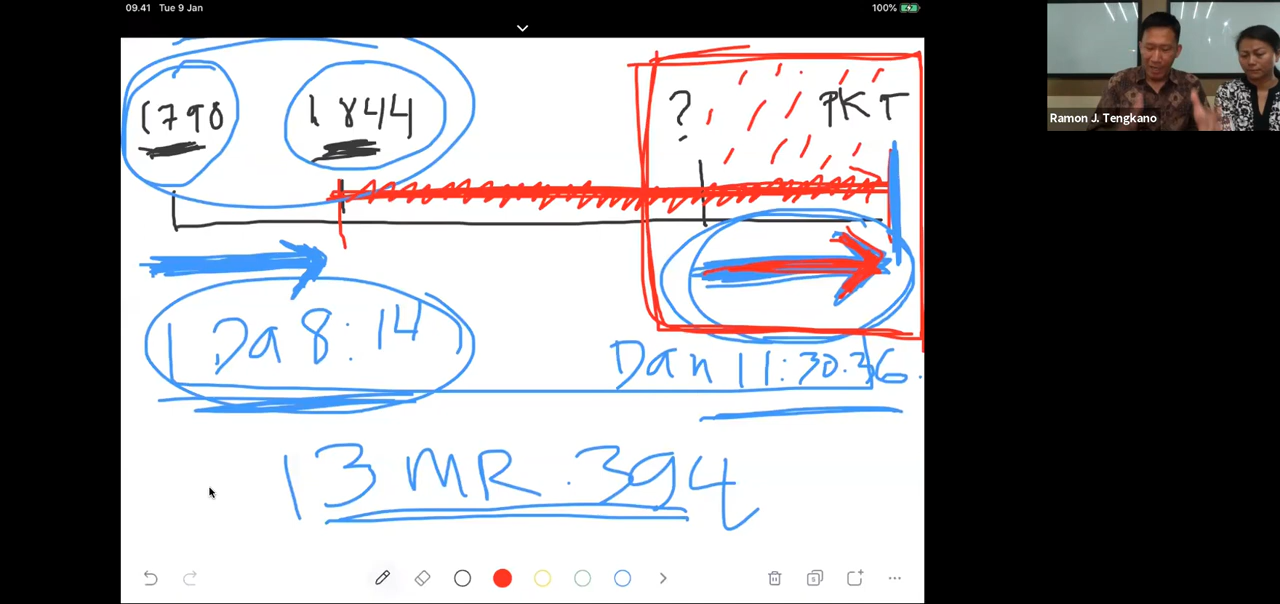 09.41 Tue 9 Jan 100%
1798 1844 ? PKT
Da 8:14
Dan 11:30.36.
13 MR.394
Ramon J. Tengkano